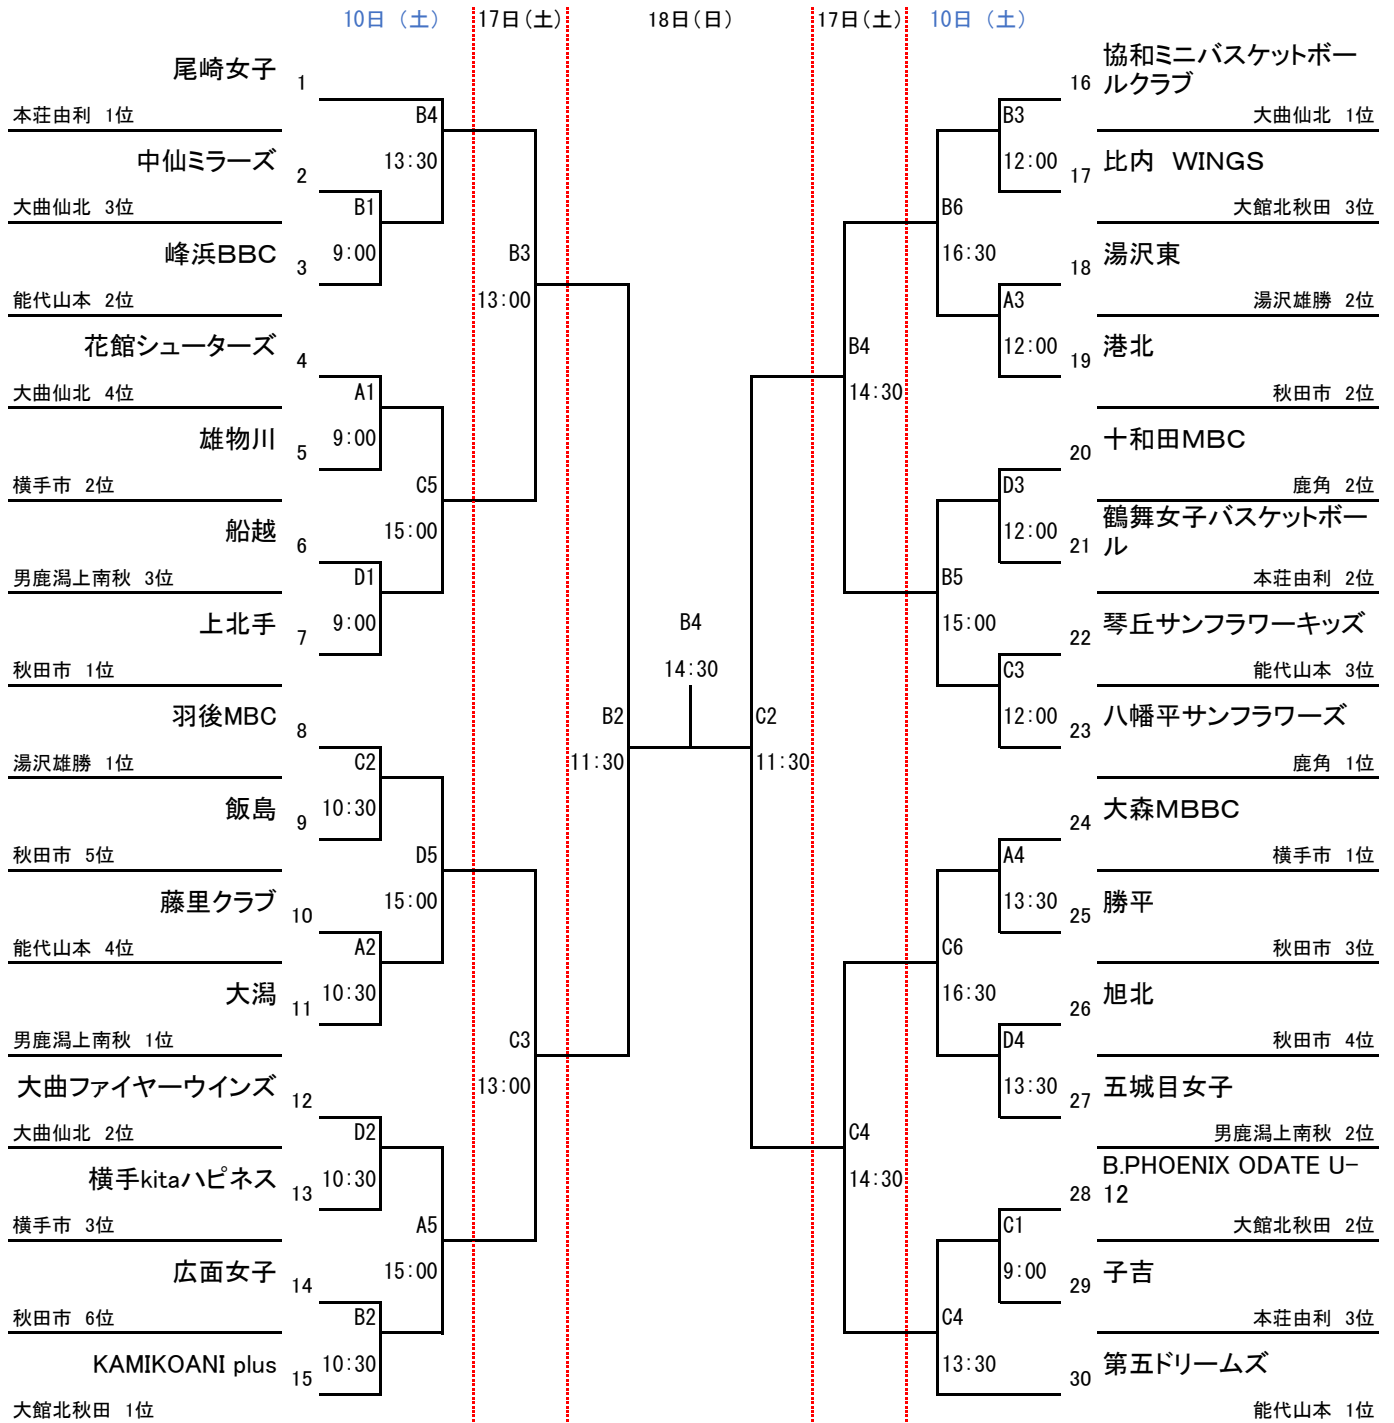 10日 (土)
17日(土)
18日(日)
17日(土)
10日 (土)
尾崎女子
1
本荘由利 1位
中仙ミラーズ
2
大曲仙北 3位
峰浜BBC
3
能代山本 2位
花館シューターズ
4
大曲仙北 4位
雄物川
5
横手市 2位
船越
6
男鹿潟上南秋 3位
上北手
7
秋田市 1位
羽後MBC
8
湯沢雄勝 1位
飯島
9
秋田市 5位
藤里クラブ
10
能代山本 4位
大潟
11
男鹿潟上南秋 1位
大曲ファイヤーウインズ
12
大曲仙北 2位
横手kitaハピネス
13
横手市 3位
広面女子
14
秋田市 6位
KAMIKOANI plus
15
大館北秋田 1位
B4
13:30
B1
9:00
A1
9:00
C5
15:00
D1
9:00
C2
10:30
D5
15:00
A2
10:30
D2
10:30
A5
15:00
B2
10:30
B3
13:00
C3
13:00
B2
11:30
B4
14:30
C2
11:30
B4
14:30
C4
14:30
B3
12:00
B6
16:30
A3
12:00
D3
12:00
B5
15:00
C3
12:00
A4
13:30
C6
16:30
D4
13:30
C1
9:00
C4
13:30
16
協和ミニバスケットボー
ルクラブ
大曲仙北 1位
17
比内 WINGS
大館北秋田 3位
18
湯沢東
湯沢雄勝 2位
19
港北
秋田市 2位
20
十和田MBC
鹿角 2位
21
鶴舞女子バスケットボー
ル
本荘由利 2位
22
琴丘サンフラワーキッズ
能代山本 3位
23
八幡平サンフラワーズ
鹿角 1位
24
大森MBBC
横手市 1位
25
勝平
秋田市 3位
26
旭北
秋田市 4位
27
五城目女子
男鹿潟上南秋 2位
28
B.PHOENIX ODATE U-
12
大館北秋田 2位
29
子吉
本荘由利 3位
30
第五ドリームズ
能代山本 1位